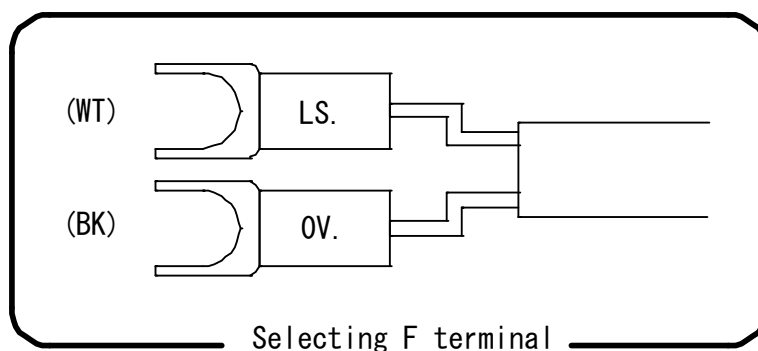 (WT) LS.
(BK) 0V.
Selecting F terminal